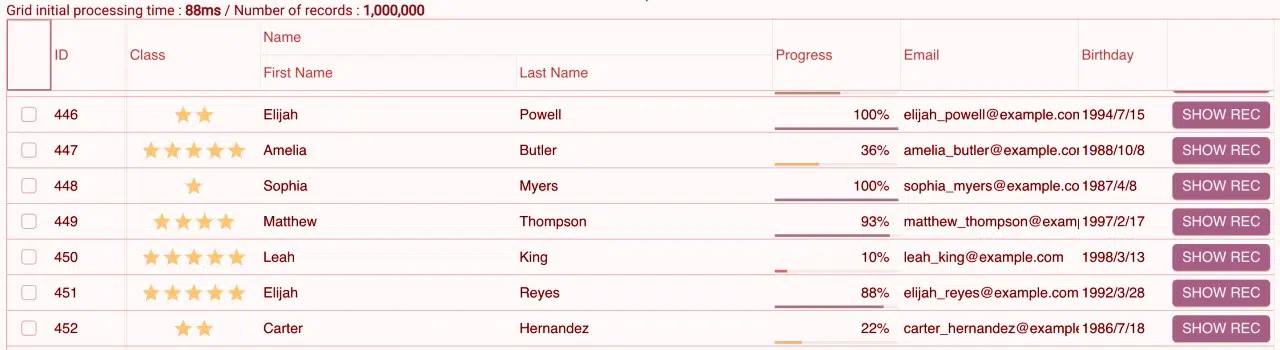 Grid initial processing time : 88ms / Number of records : 1,000,000
ID Class Name Progress Email Birthday
First Name Last Name
446 Elijah Powell 100% elijah_powell@example.con 1994/7/15 SHOW REC
447 Amelia Butler 36% amelia_butler@example.co 1988/10/8 SHOW REC
448 Sophia Myers 100% sophia_myers@example.co 1987/4/8 SHOW REC
449 Matthew Thompson 93% matthew_thompson@examp 1997/2/17 SHOW REC
450 Leah King 10% leah_king@example.com 1998/3/13 SHOW REC
451 Elijah Reyes 88% elijah_reyes@example.com 1992/3/28 SHOW REC
452 Carter Hernandez 22% carter_hernandez@example 1986/7/18 SHOW REC